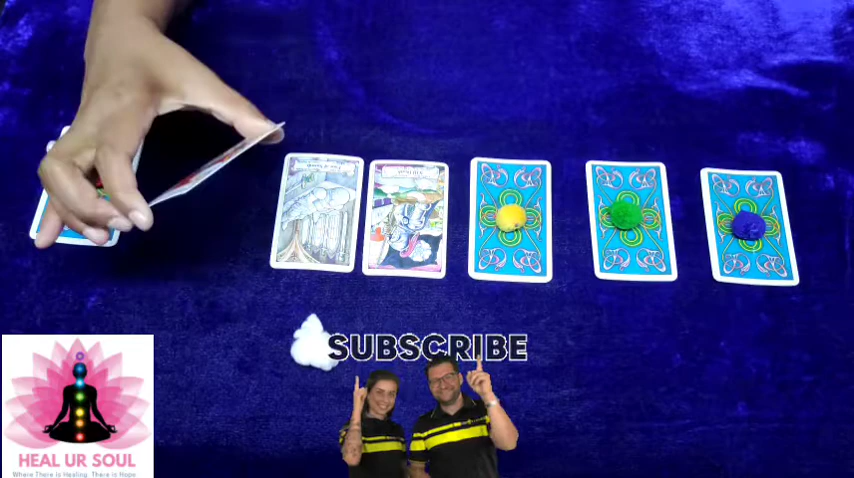 SUBSCRIBE
HEAL UR SOUL
Where There is Healing, There is Hope